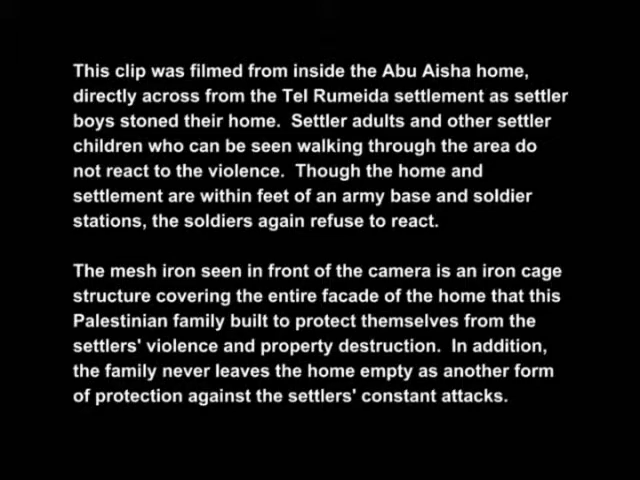 This clip was filmed from inside the Abu Aisha home,
directly across from the Tel Rumeida settlement as settler
boys stoned their home.  Settler adults and other settler
children who can be seen walking through the area do
not react to the violence.  Though the home and
settlement are within feet of an army base and soldier
stations, the soldiers again refuse to react.

The mesh iron seen in front of the camera is an iron cage
structure covering the entire facade of the home that this
Palestinian family built to protect themselves from the
settlers' violence and property destruction.  In addition,
the family never leaves the home empty as another form
of protection against the settlers' constant attacks.